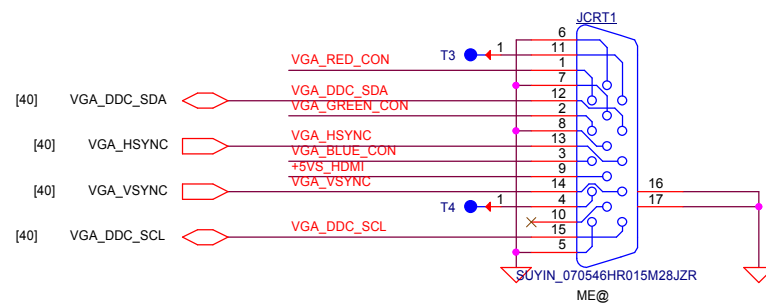 JCRT1
6
T3 1 11
VGA_RED_CON 1
7
[40] VGA_DDC_SDA VGA_DDC_SDA 12
VGA_GREEN_CON 2
8
[40] VGA_HSYNC VGA_HSYNC 13
VGA_BLUE_CON 3
+5VS_HDMI 9
[40] VGA_VSYNC VGA_VSYNC 14 16
T4 1 4 17
10
[40] VGA_DDC_SCL VGA_DDC_SCL 15
5
SUYIN_070546HR015M28JZR
ME@